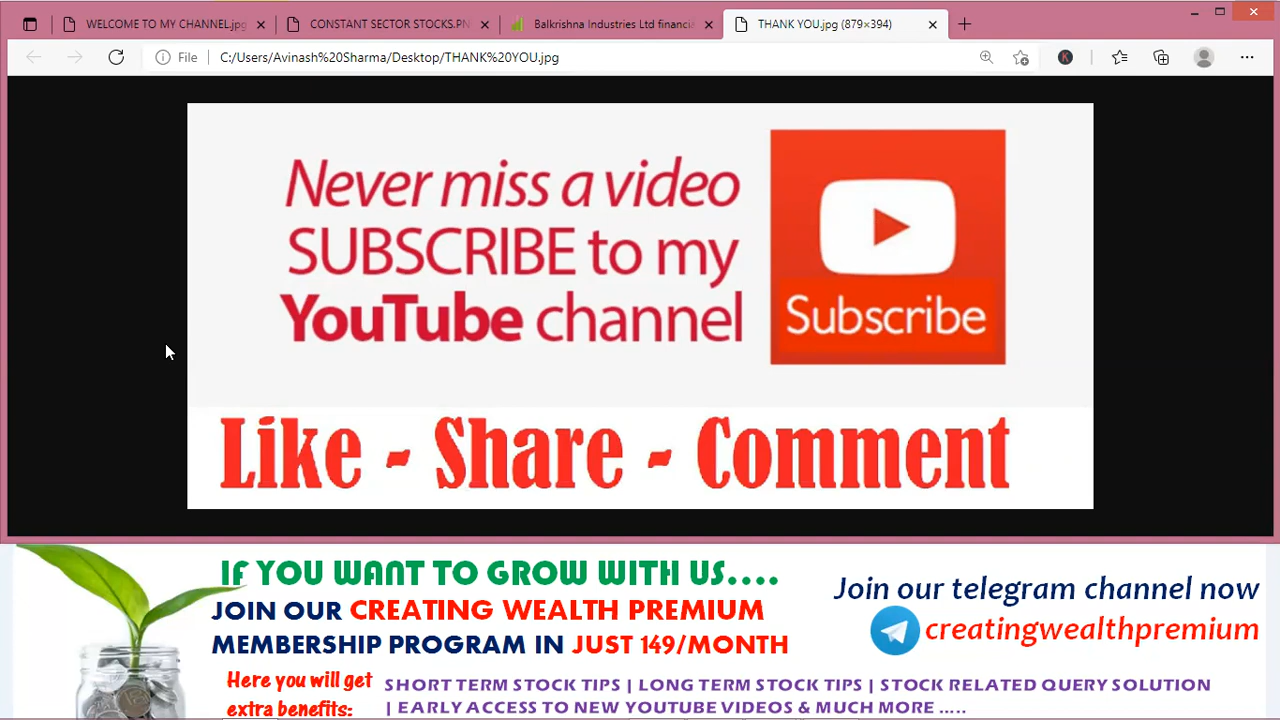 WELCOME TO MY CHANNEL.jpg
CONSTANT SECTOR STOCKS.PN
Balkrishna Industries Ltd financi
THANK YOU.jpg (879×394)
File
C:/Users/Avinash%20Sharma/Desktop/THANK%20YOU.jpg
K
Never miss a video
SUBSCRIBE to my
YouTube channel
Subscribe
Like - Share - Comment
IF YOU WANT TO GROW WITH US....
JOIN OUR CREATING WEALTH PREMIUM
MEMBERSHIP PROGRAM IN JUST 149/MONTH
Join our telegram channel now
creatingwealthpremium
Here you will get
extra benefits:
SHORT TERM STOCK TIPS | LONG TERM STOCK TIPS | STOCK RELATED QUERY SOLUTION
| EARLY ACCESS TO NEW YOUTUBE VIDEOS & MUCH MORE .....